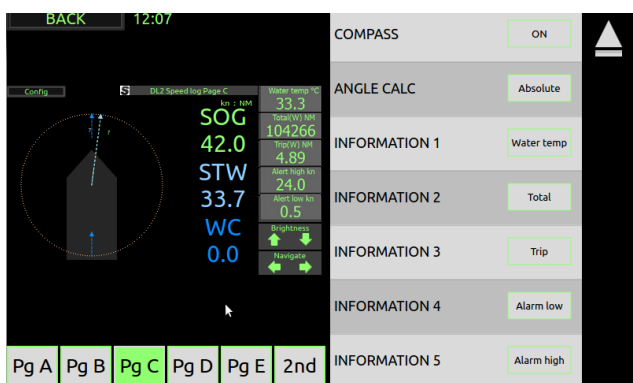 BACK 12:07
Config
S DL2 Speed log Page C
kn : NM
SOG
42.0
STW
33.7
WC
0.0
?
?
Water temp °C
33.3
Total(W) NM
104266
Trip(W) NM
4.89
Alert high kn
24.0
Alert low kn
0.5
Brightness
Navigate
Pg A Pg B Pg C Pg D Pg E 2nd
COMPASS ON
ANGLE CALC Absolute
INFORMATION 1 Water temp
INFORMATION 2 Total
INFORMATION 3 Trip
INFORMATION 4 Alarm low
INFORMATION 5 Alarm high